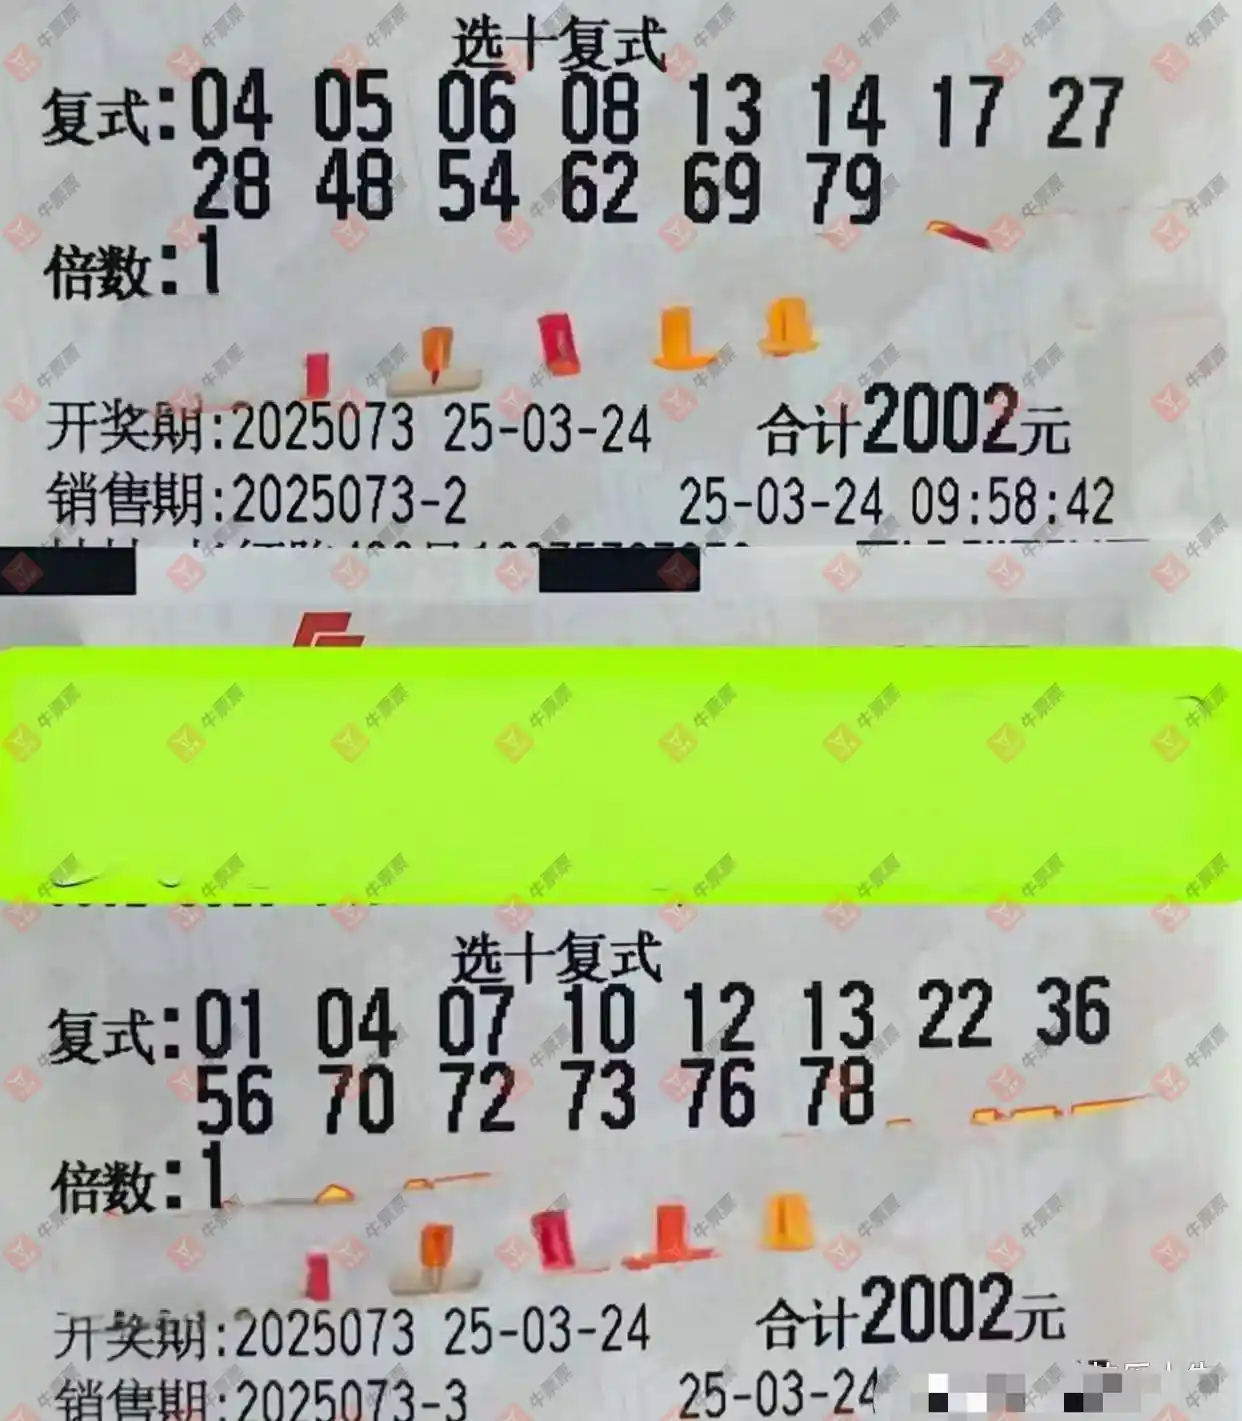 选十复式
复式:04 05 06 08 13 14 17 27
28 48 54 62 69 79
倍数:1
开奖期:2025073 25-03-24 合计2002元
销售期:2025073-2 25-03-24 09:58:42
选十复式
复式:01 04 07 10 12 13 22 36
56 70 72 73 76 78
倍数:1
开奖期:2025073 25-03-24 合计2002元
销售期:2025073-3 25-03-24
牛票票